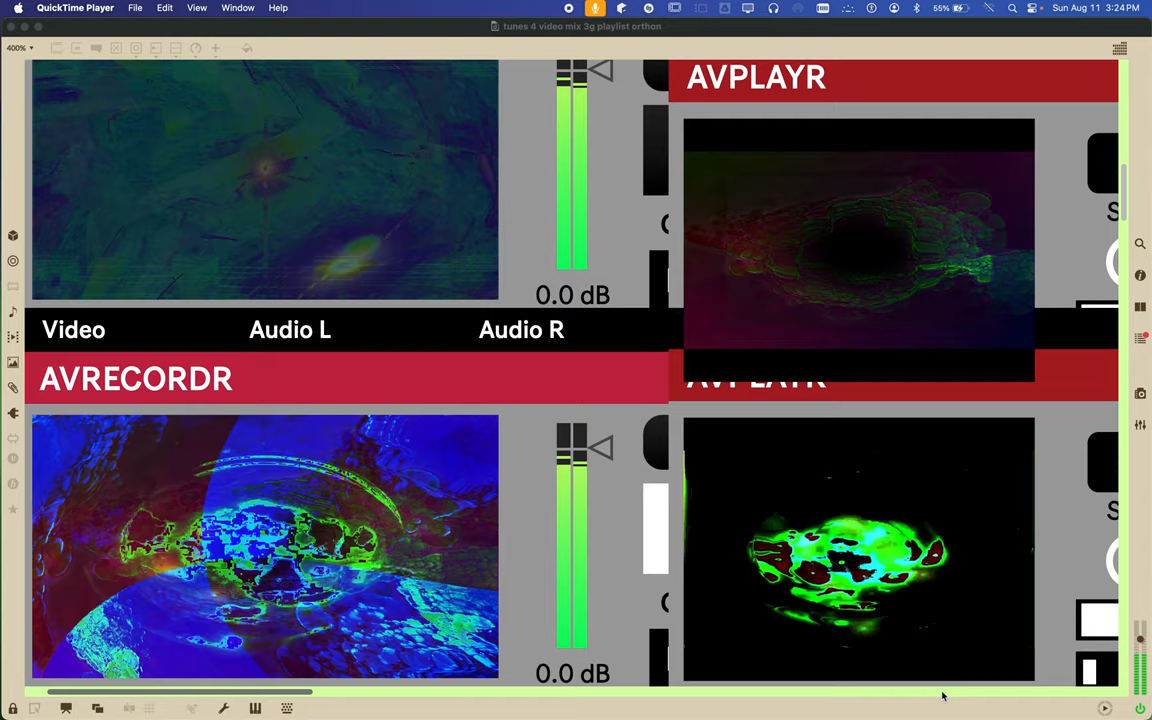 QuickTime Player File Edit View Window Help
55% Sun Aug 11 3:24 PM
tunes 4 video mix 3g playlist orthon
400%
AVPLAYR
S
0.0 dB
Video Audio L Audio R
AVRECORDR
AVPLAYR
S
0.0 dB